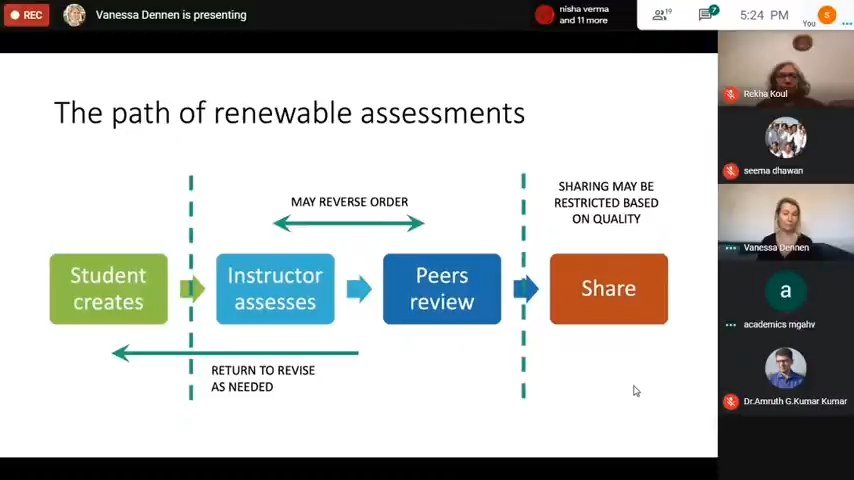 REC
Vanessa Dennen is presenting
nisha verma
and 11 more
19
7
5:24 PM
You
S
The path of renewable assessments
MAY REVERSE ORDER
SHARING MAY BE
RESTRICTED BASED
ON QUALITY
Student
creates
Instructor
assesses
Peers
review
Share
RETURN TO REVISE
AS NEEDED
Rekha Koul
seema dhawan
Vanessa Dennen
a
academics mgahv
Dr.Amruth G.Kumar Kumar